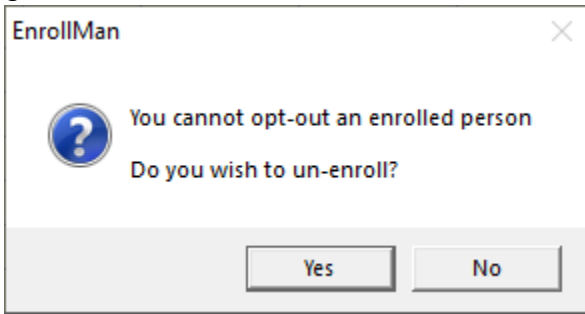 EnrollMan
You cannot opt-out an enrolled person
Do you wish to un-enroll?
Yes
No